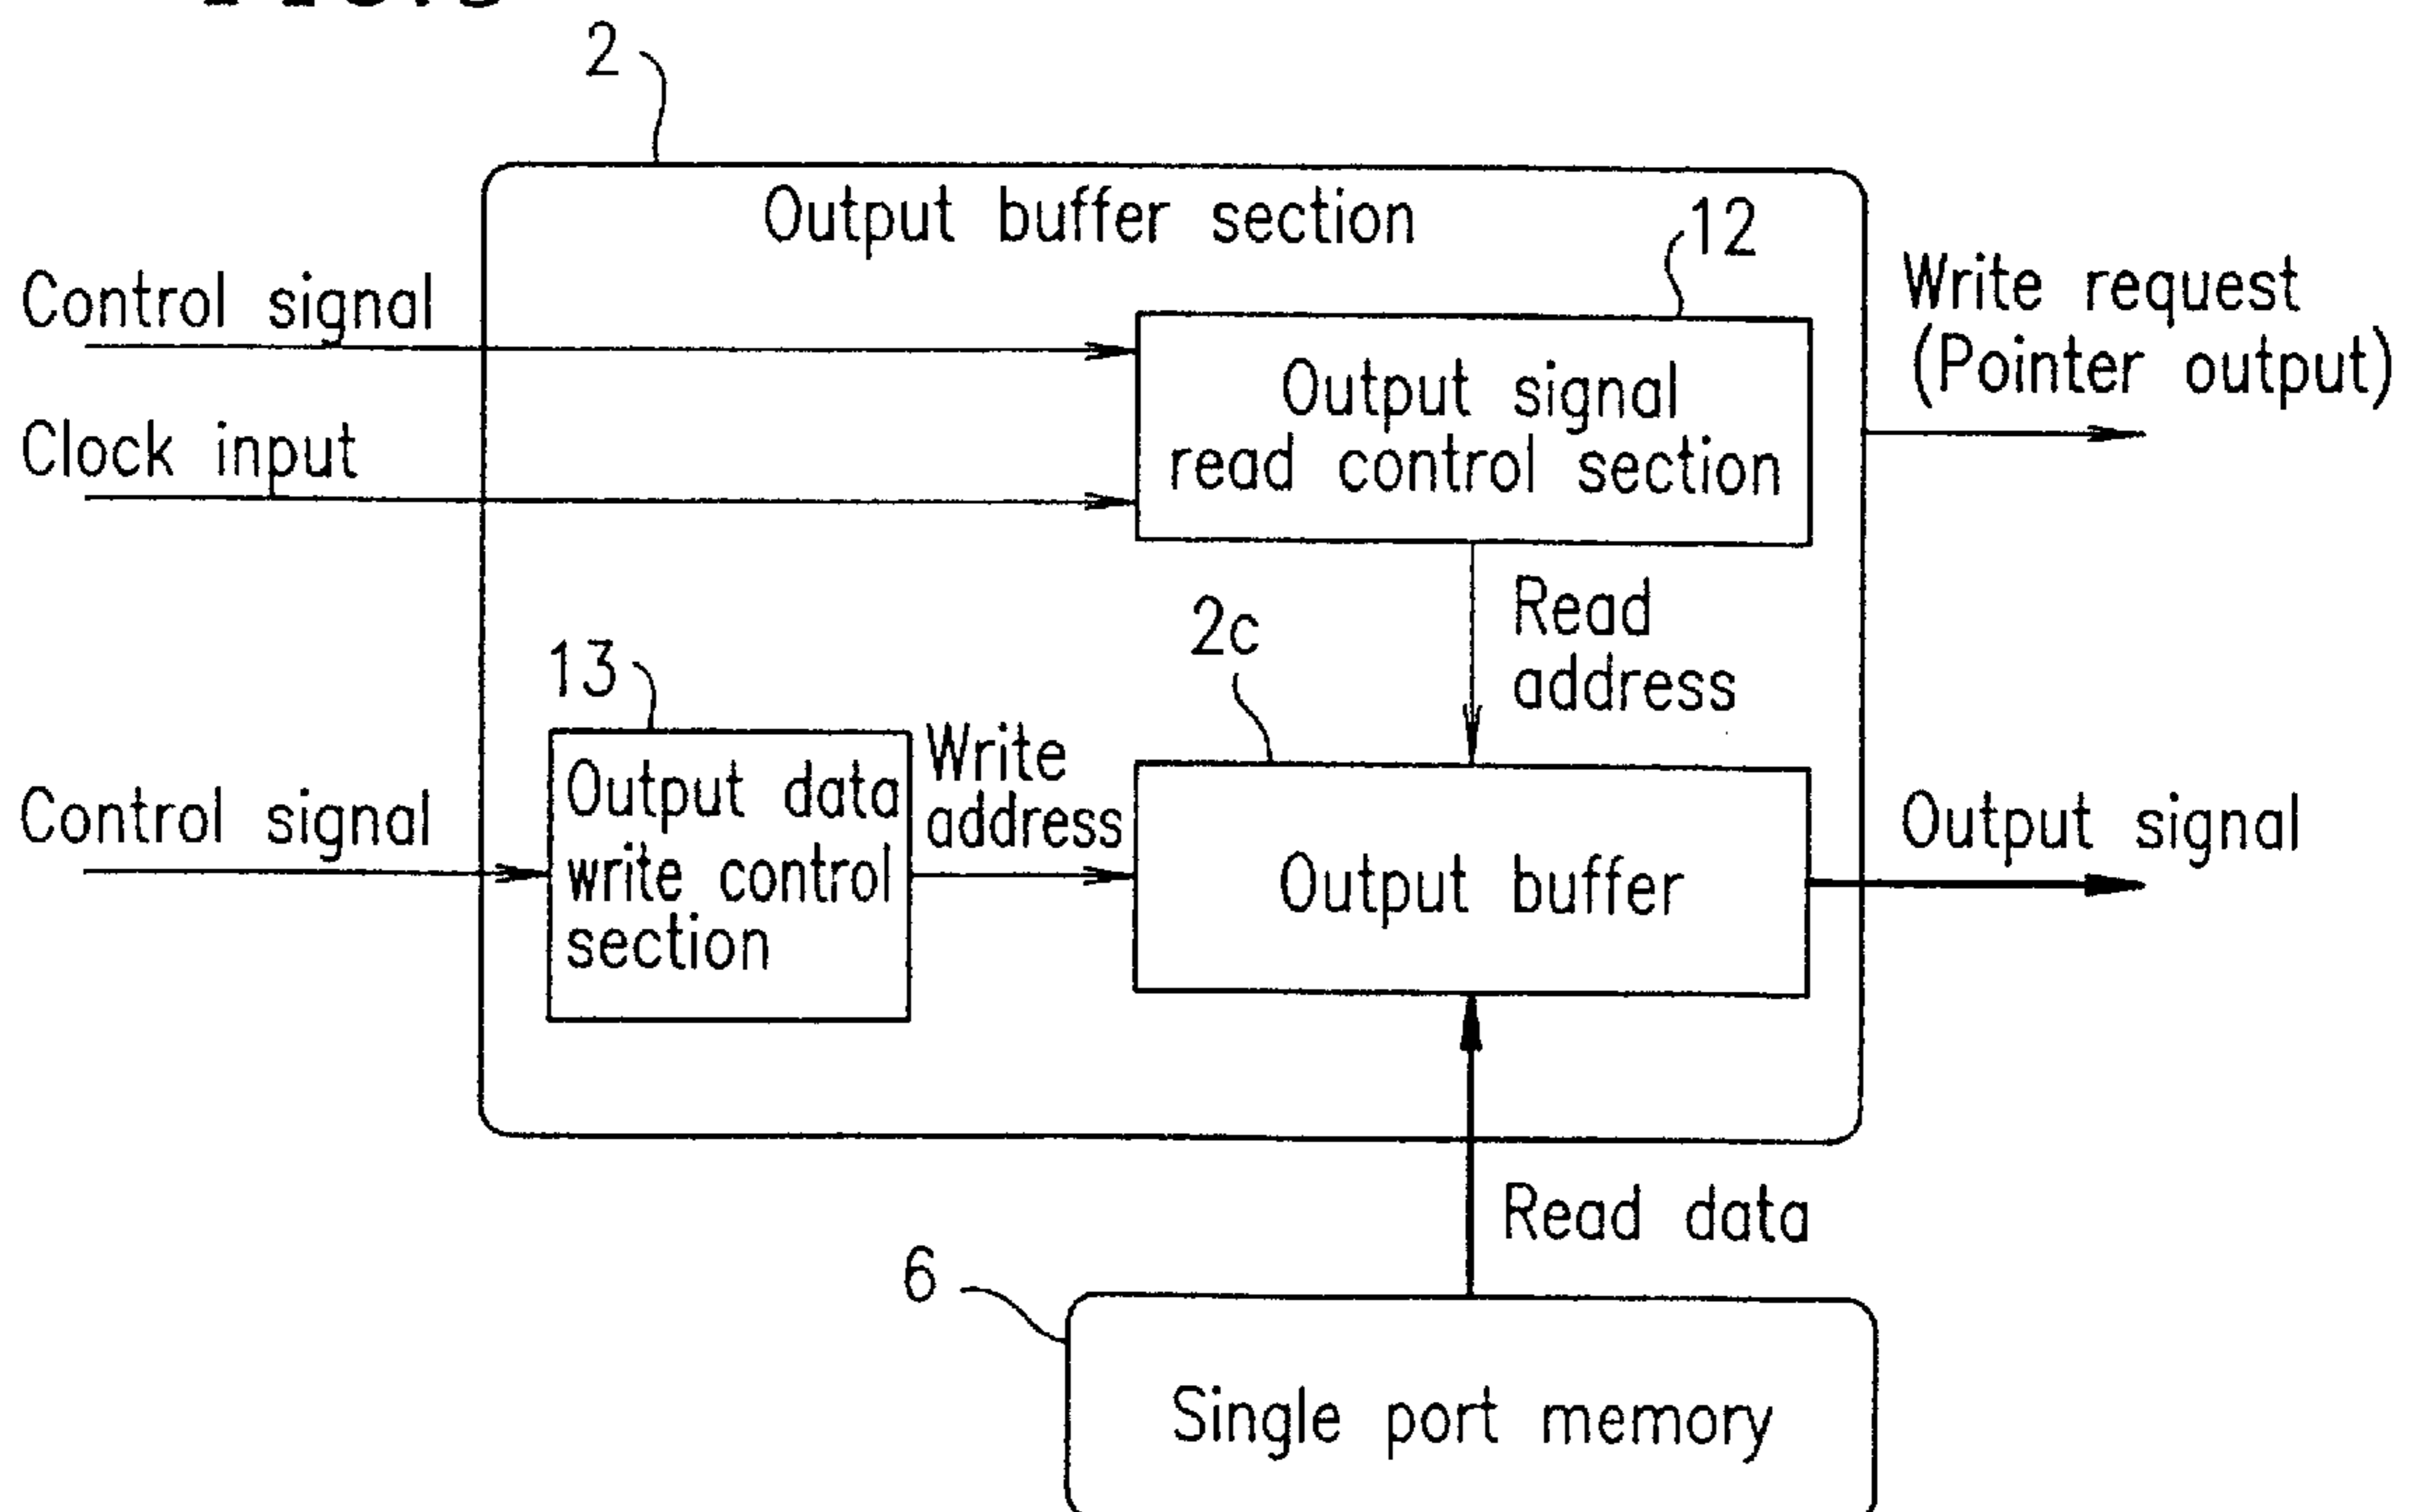 2
Output buffer section
12
Control signal
Write request
(Pointer output)
Output signal
read control section
Clock input
Read
address
2c
13
Write
address
Output data
write control
section
Control signal
Output buffer
Output signal
Read data
6
Single port memory